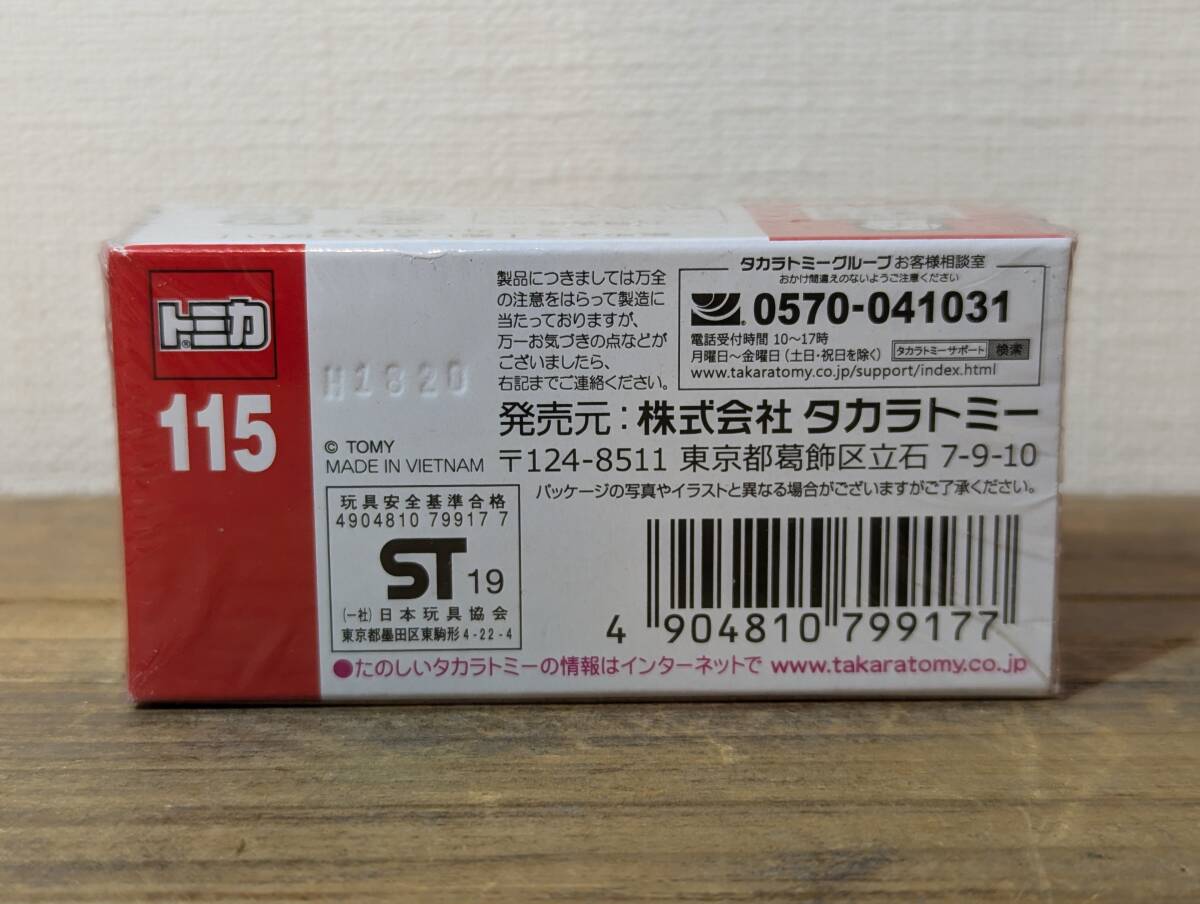 トミカ®
115
H1820
© TOMY
MADE IN VIETNAM
玩具安全基準合格
4904810 79917 7
ST 19
(一社)日本玩具協会
東京都墨田区東駒形4-22-4
製品につきましては万全
の注意をはらって製造に
当たっておりますが、
万一お気づきの点などが
ございましたら、
右記までご連絡ください。
タカラトミーグループお客様相談室
おかけ間違えのないようご注意ください
0570-041031
電話受付時間 10〜17時
月曜日〜金曜日(土日・祝日を除く) タカラトミーサポート 検索
www.takaratomy.co.jp/support/index.html
発売元:株式会社 タカラトミー
〒124-8511 東京都葛飾区立石 7-9-10
パッケージの写真やイラストと異なる場合がございますがご了承ください。
4 904810 799177
●たのしいタカラトミーの情報はインターネットで www.takaratomy.co.jp